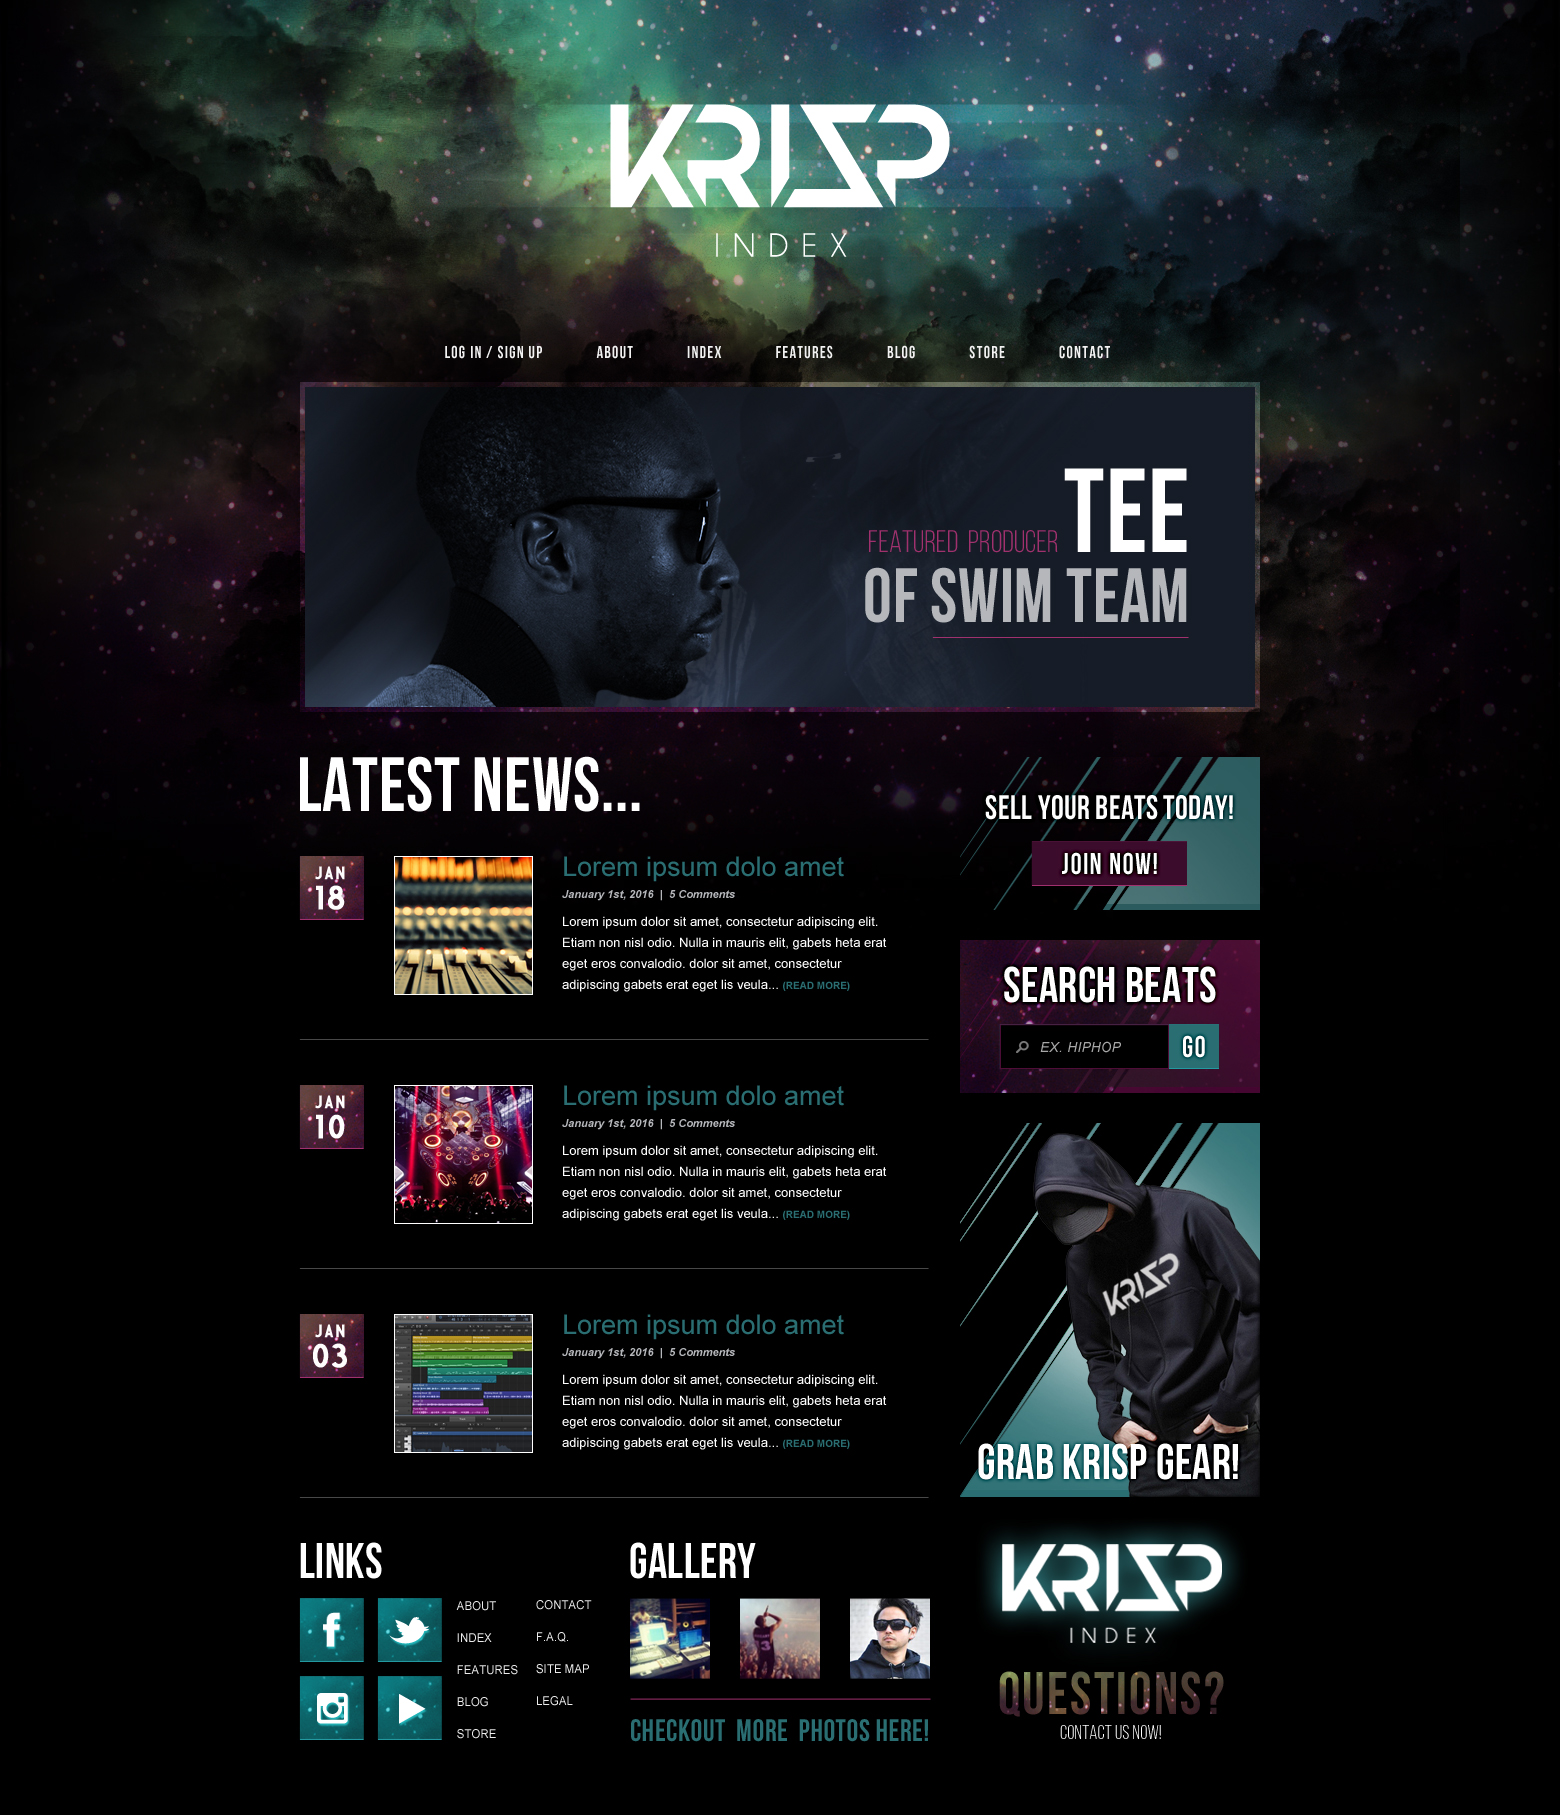 KRISP
INDEX
LOG IN / SIGN UP
ABOUT
INDEX
FEATURES
BLOG
STORE
CONTACT
FEATURED PRODUCER TEE
OF SWIM TEAM
LATEST NEWS...
JAN
18
Lorem ipsum dolo amet
January 1st, 2016 | 5 Comments
Lorem ipsum dolor sit amet, consectetur adipiscing elit.
Etiam non nisl odio. Nulla in mauris elit, gabets heta erat
eget eros convalodio. dolor sit amet, consectetur
adipiscing gabets erat eget lis veula... (READ MORE)
JAN
10
Lorem ipsum dolo amet
January 1st, 2016 | 5 Comments
Lorem ipsum dolor sit amet, consectetur adipiscing elit.
Etiam non nisl odio. Nulla in mauris elit, gabets heta erat
eget eros convalodio. dolor sit amet, consectetur
adipiscing gabets erat eget lis veula... (READ MORE)
JAN
03
Lorem ipsum dolo amet
January 1st, 2016 | 5 Comments
Lorem ipsum dolor sit amet, consectetur adipiscing elit.
Etiam non nisl odio. Nulla in mauris elit, gabets heta erat
eget eros convalodio. dolor sit amet, consectetur
adipiscing gabets erat eget lis veula... (READ MORE)
SELL YOUR BEATS TODAY!
JOIN NOW!
SEARCH BEATS
EX. HIPHOP
GO
KRISP
GRAB KRISP GEAR!
LINKS
ABOUT
INDEX
FEATURES
BLOG
STORE
CONTACT
F.A.Q.
SITE MAP
LEGAL
GALLERY
3
CHECKOUT MORE PHOTOS HERE!
KRISP
INDEX
QUESTIONS?
CONTACT US NOW!